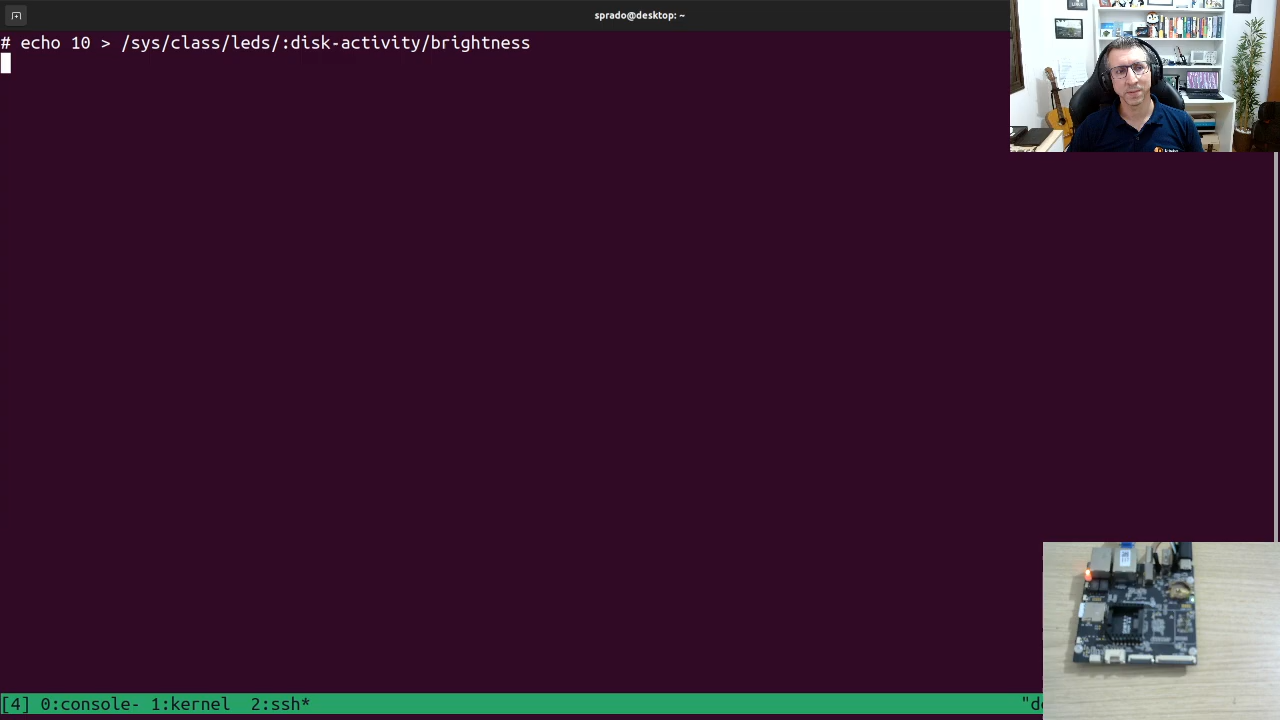 sprado@desktop: ~
# echo 10 > /sys/class/leds/:disk-activity/brightness
[4] 0:console- 1:kernel  2:ssh* "de